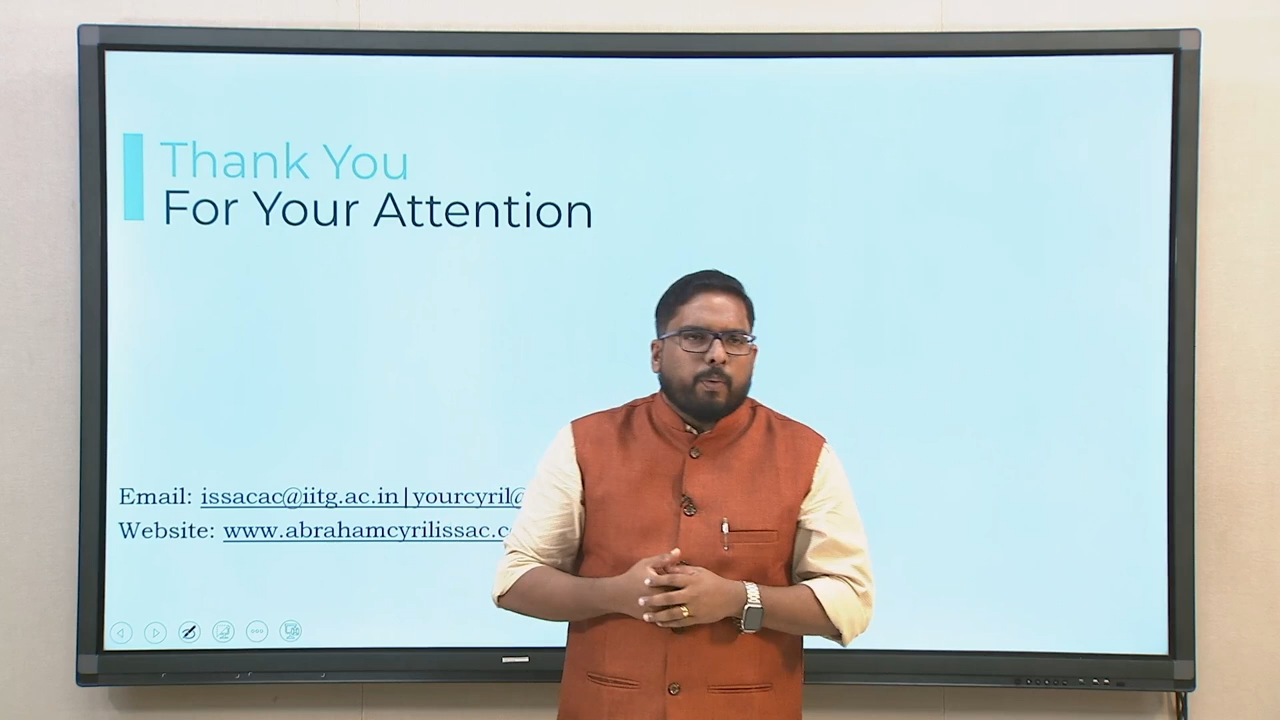 Thank You
For Your Attention
Email: issacac@iitg.ac.in|yourcyril@
Website: www.abrahamcyrilissac.c